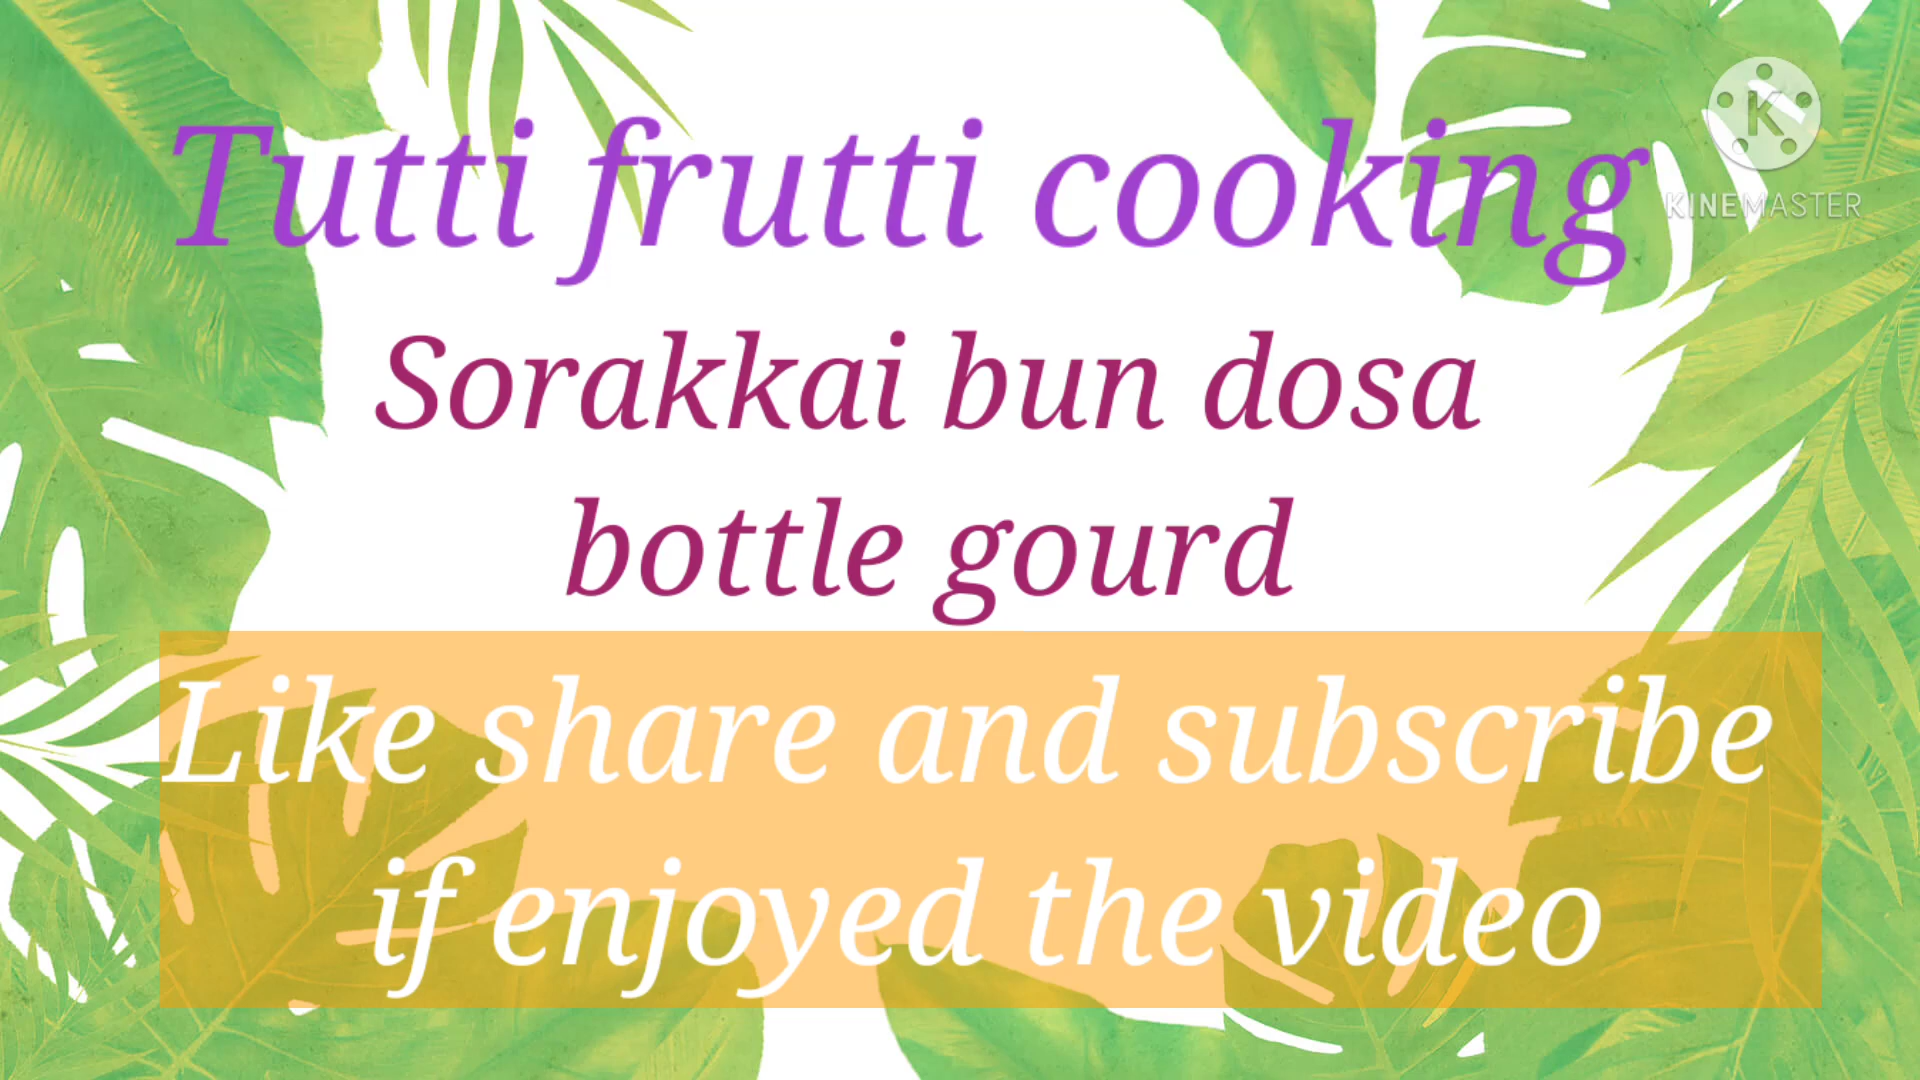 Tutti frutti cooking
K
KINEMASTER
Sorakkai bun dosa
bottle gourd
Like share and subscribe
if enjoyed the video